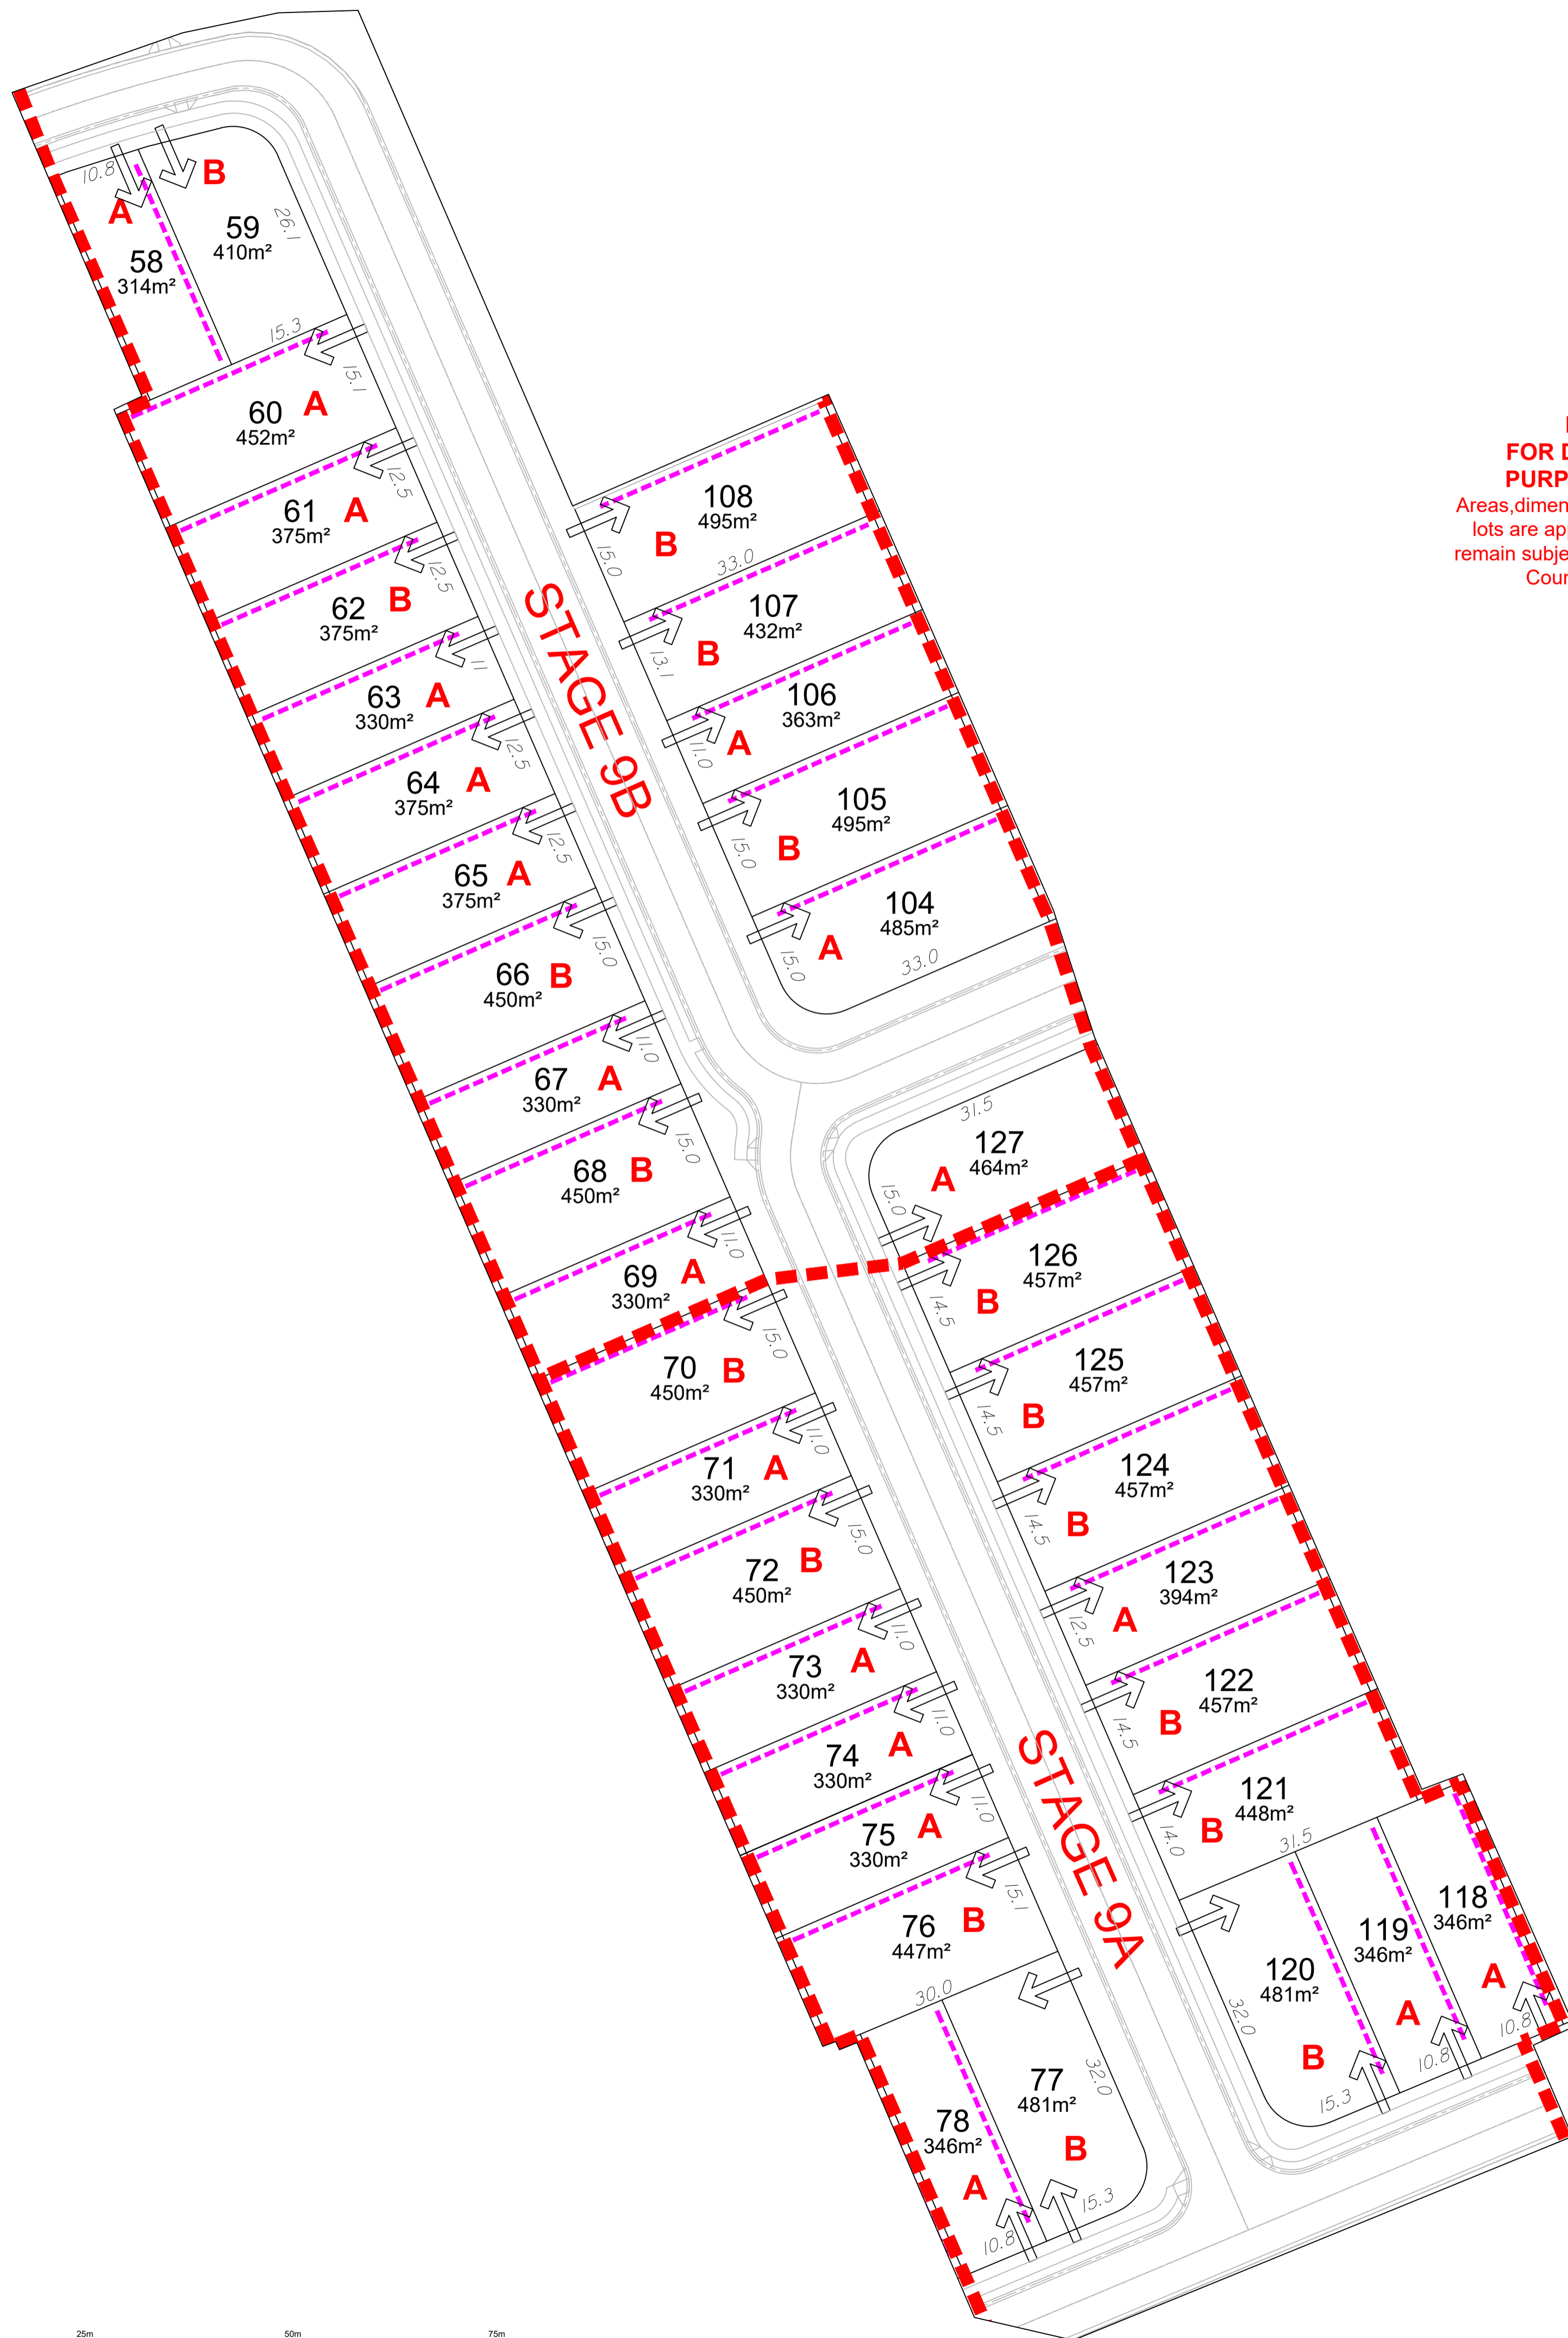 10.8
A
B
58
314m²
59
410m²
26.1
15.3
15.1
60
452m²
A
12.5
61
375m²
A
12.5
62
375m²
B
11
63
330m²
A
12.5
64
375m²
A
12.5
65
375m²
A
15.0
66
450m²
B
11.0
67
330m²
A
15.0
68
450m²
B
11.0
69
330m²
A
STAGE 9B
108
495m²
B
15.0
33.0
107
432m²
B
13.1
106
363m²
A
11.0
105
495m²
B
15.0
104
485m²
A
15.0
33.0
FOR D
PURP
Areas,dimen
lots are ap
remain subje
Coun
31.5
127
464m²
A
15.0
126
457m²
B
14.5
125
457m²
B
14.5
124
457m²
B
14.5
123
394m²
A
12.5
122
457m²
B
14.5
121
448m²
B
14.0
31.5
70
450m²
B
15.0
71
330m²
A
11.0
72
450m²
B
15.0
73
330m²
A
11.0
74
330m²
A
11.0
75
330m²
A
11.0
76
447m²
B
15.1
30.0
STAGE 9A
118
346m²
A
10.8
119
346m²
A
10.8
120
481m²
B
32.0
15.3
77
481m²
B
32.0
15.3
78
346m²
A
10.8
25m
50m
75m